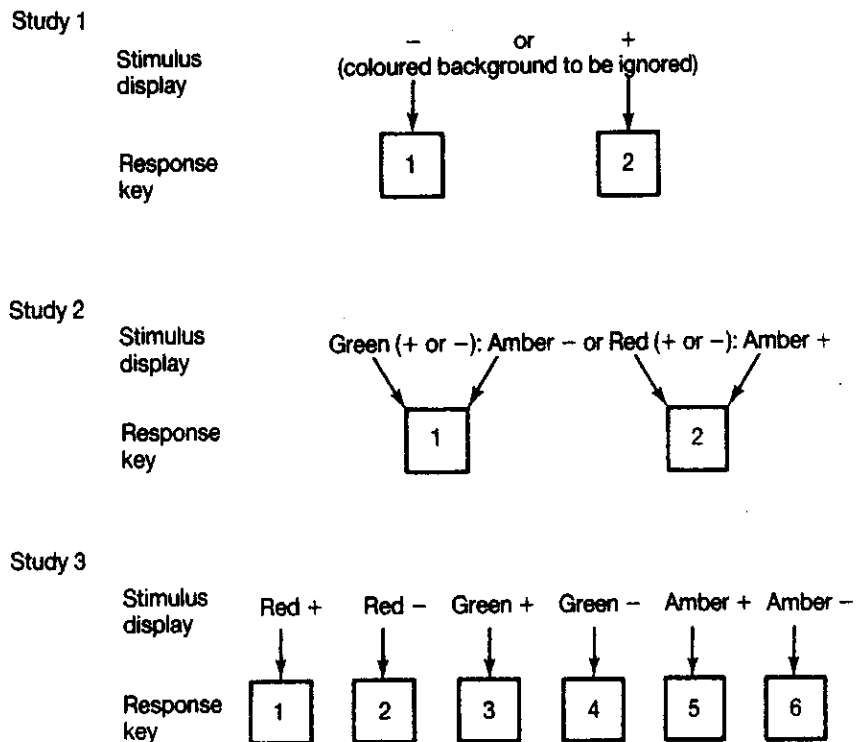 Study 1
Stimulus display
– or +
(coloured background to be ignored)
Response key
1 2
Study 2
Stimulus display
Green (+ or –): Amber – or Red (+ or –): Amber +
Response key
1 2
Study 3
Stimulus display
Red + Red – Green + Green – Amber + Amber –
Response key
1 2 3 4 5 6